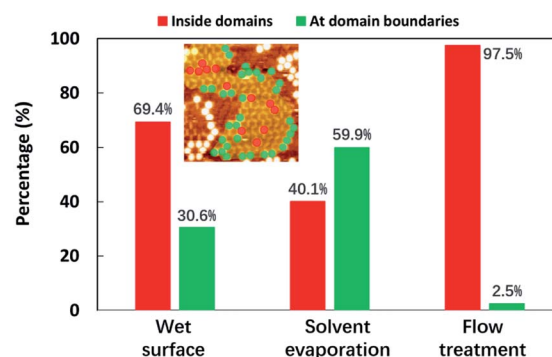 Inside domains At domain boundaries
100
80
60
40
20
0
Percentage (%)
69.4%
30.6%
40.1%
59.9%
97.5%
2.5%
Wet surface
Solvent evaporation
Flow treatment